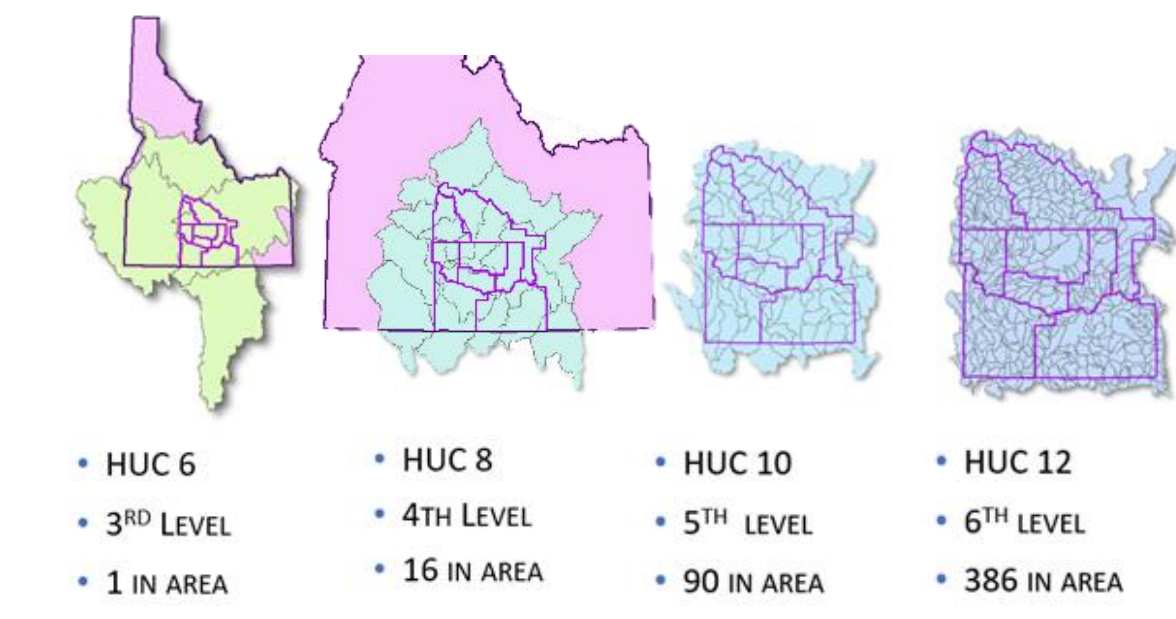 • HUC 6
• 3RD LEVEL
• 1 IN AREA
• HUC 8
• 4TH LEVEL
• 16 IN AREA
• HUC 10
• 5TH LEVEL
• 90 IN AREA
• HUC 12
• 6TH LEVEL
• 386 IN AREA